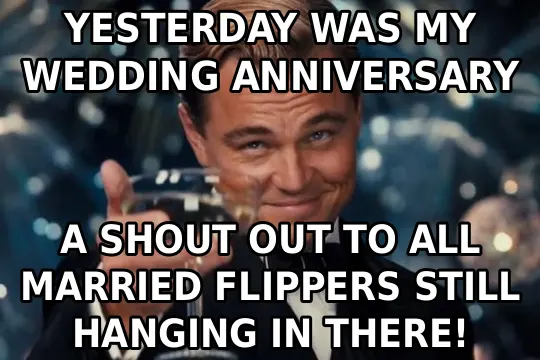 YESTERDAY WAS MY
WEDDING ANNIVERSARY
A SHOUT OUT TO ALL
MARRIED FLIPPERS STILL
HANGING IN THERE!